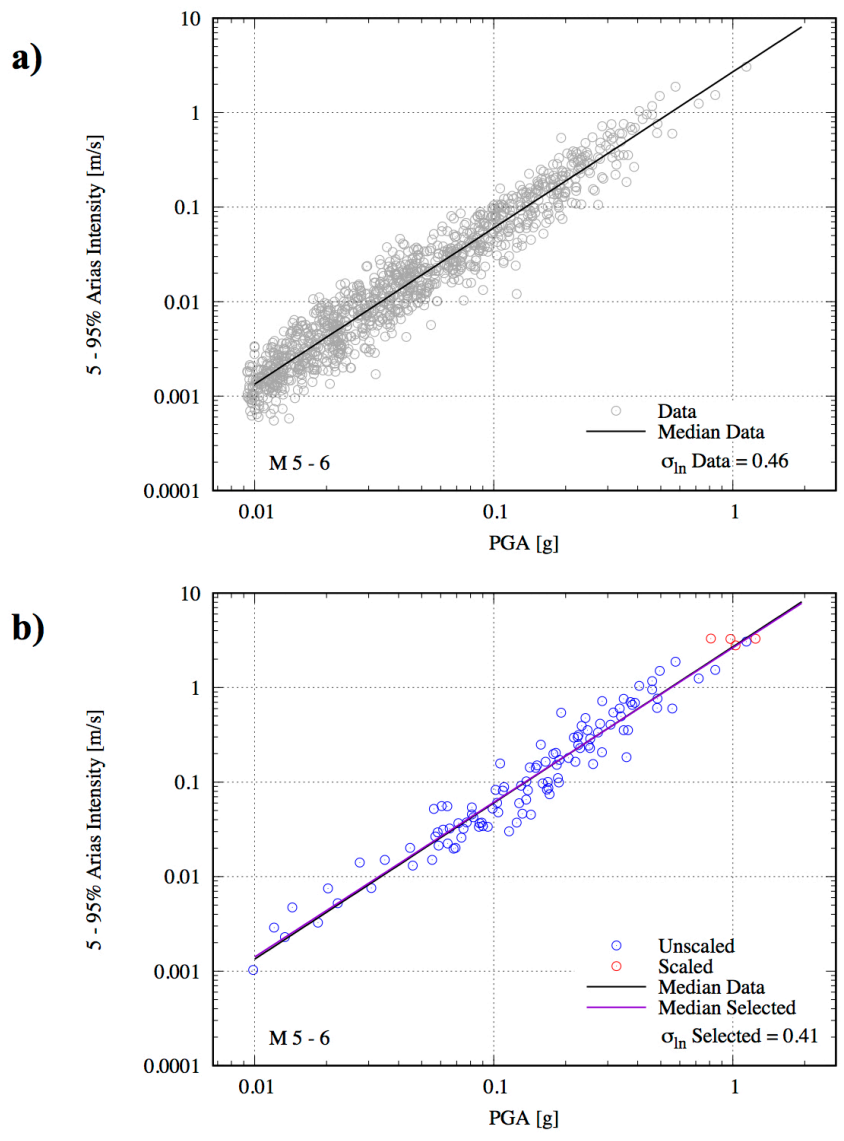 a)
10
1
0.1
0.01
0.001
0.0001
5 - 95% Arias Intensity [m/s]
Data
Median Data
σln Data = 0.46
M 5 - 6
0.01 0.1 1
PGA [g]
b)
10
1
0.1
0.01
0.001
0.0001
5 - 95% Arias Intensity [m/s]
Unscaled
Scaled
Median Data
Median Selected
σln Selected = 0.41
M 5 - 6
0.01 0.1 1
PGA [g]